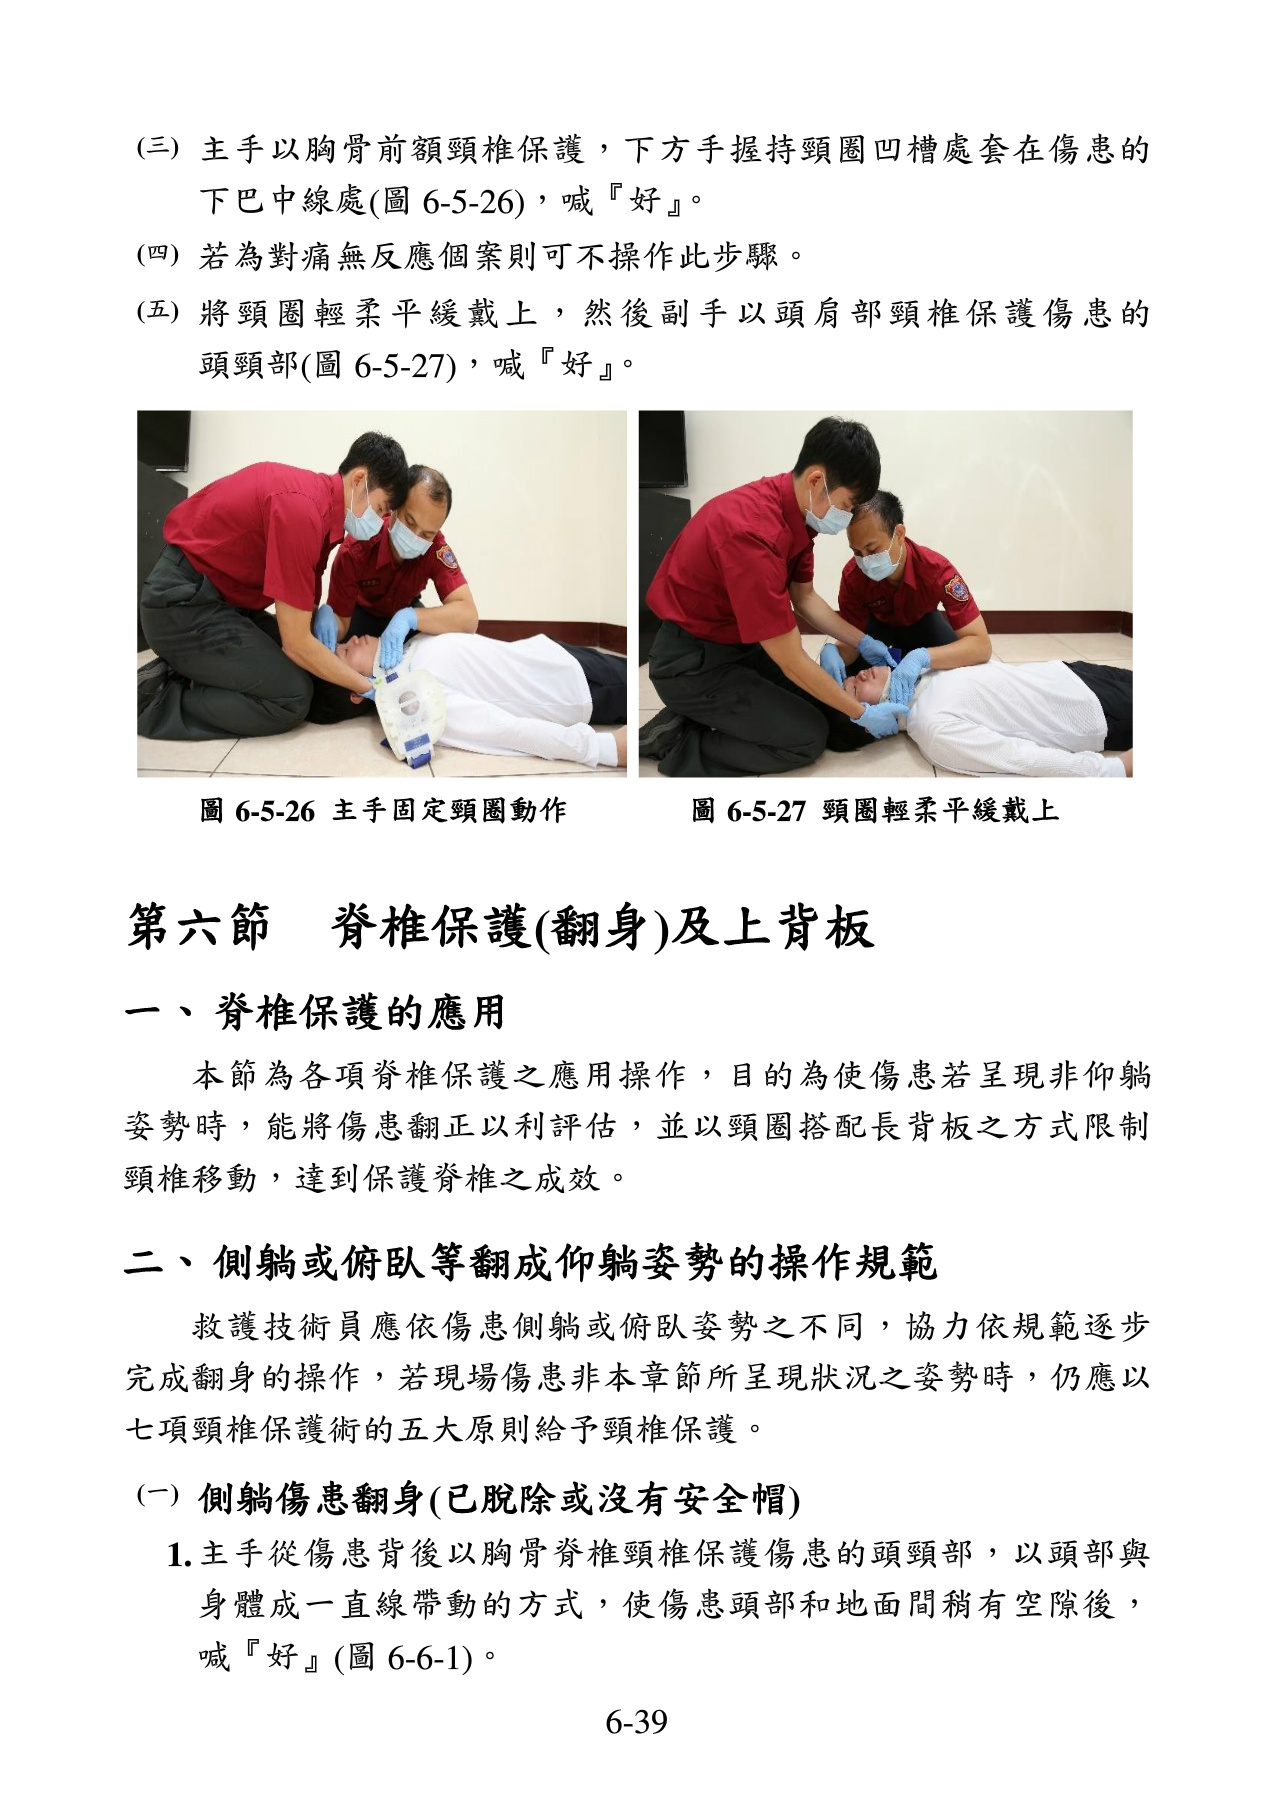 (三) 主手以胸骨前額頸椎保護，下方手握持頸圈凹槽處套在傷患的
下巴中線處(圖 6-5-26)，喊『好』。
(四) 若為對痛無反應個案則可不操作此步驟。
(五) 將頸圈輕柔平緩戴上，然後副手以頭肩部頸椎保護傷患的
頭頸部(圖 6-5-27)，喊『好』。
圖 6-5-26 主手固定頸圈動作
圖 6-5-27 頸圈輕柔平緩戴上
第六節　脊椎保護(翻身)及上背板
一、脊椎保護的應用
本節為各項脊椎保護之應用操作，目的為使傷患若呈現非仰躺
姿勢時，能將傷患翻正以利評估，並以頸圈搭配長背板之方式限制
頸椎移動，達到保護脊椎之成效。
二、側躺或俯臥等翻成仰躺姿勢的操作規範
救護技術員應依傷患側躺或俯臥姿勢之不同，協力依規範逐步
完成翻身的操作，若現場傷患非本章節所呈現狀況之姿勢時，仍應以
七項頸椎保護術的五大原則給予頸椎保護。
(一) 側躺傷患翻身(已脫除或沒有安全帽)
1. 主手從傷患背後以胸骨脊椎頸椎保護傷患的頭頸部，以頭部與
身體成一直線帶動的方式，使傷患頭部和地面間稍有空隙後，
喊『好』(圖 6-6-1)。
6-39